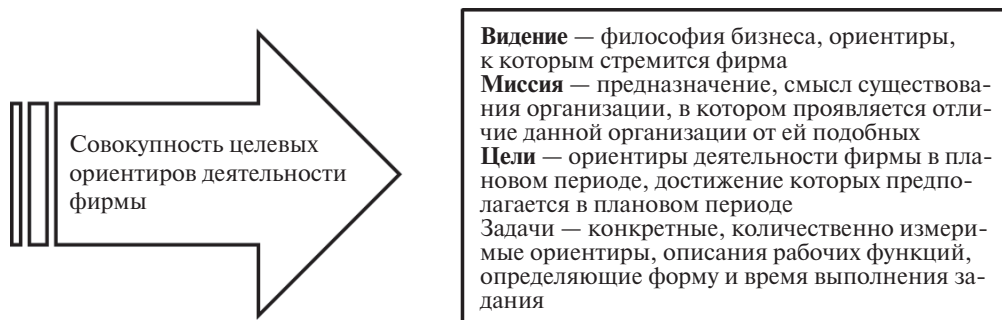 Совокупность целевых
ориентиров деятельности
фирмы
Видение — философия бизнеса, ориентиры,
к которым стремится фирма
Миссия — предназначение, смысл существова-
ния организации, в котором проявляется отли-
чие данной организации от ей подобных
Цели — ориентиры деятельности фирмы в пла-
новом периоде, достижение которых предпо-
лагается в плановом периоде
Задачи — конкретные, количественно измери-
мые ориентиры, описания рабочих функций,
определяющие форму и время выполнения за-
дания